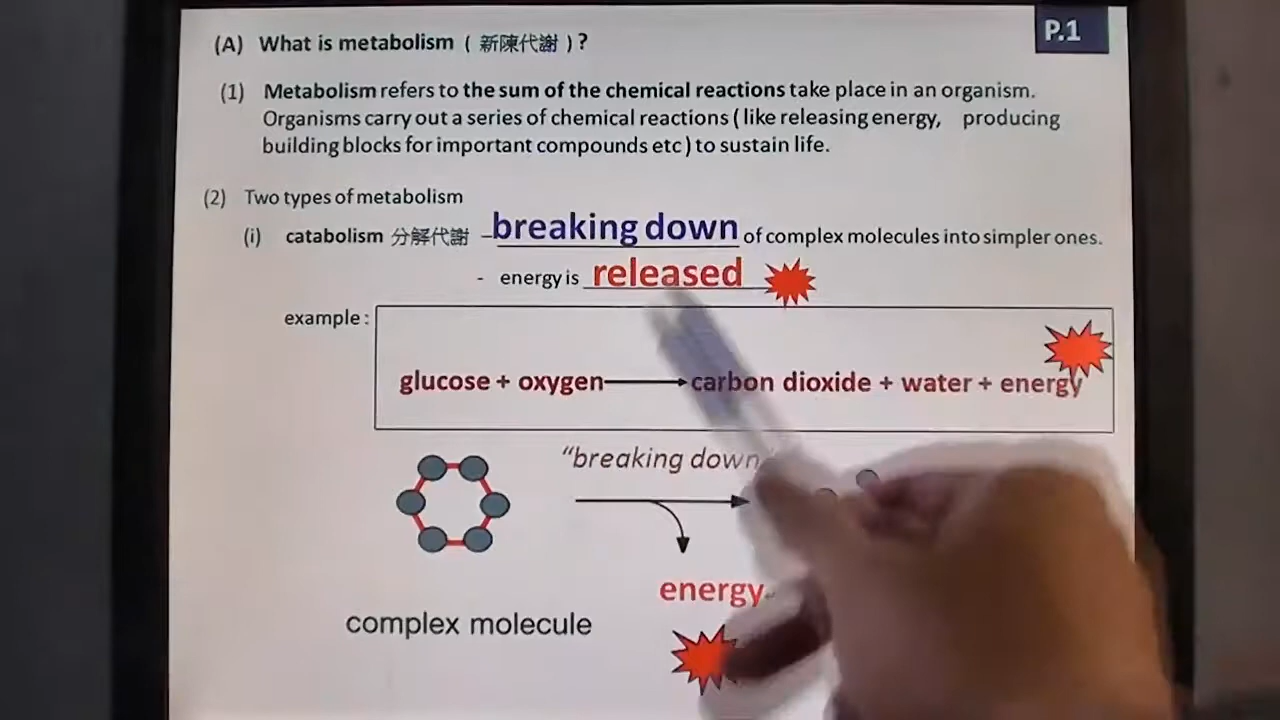 P.1
(A) What is metabolism ( 新陳代謝 ) ?
(1) Metabolism refers to the sum of the chemical reactions take place in an organism.
Organisms carry out a series of chemical reactions ( like releasing energy, producing
building blocks for important compounds etc ) to sustain life.
(2) Two types of metabolism
(i) catabolism 分解代謝 – breaking down of complex molecules into simpler ones.
- energy is released
example :
glucose + oxygen → carbon dioxide + water + energy
“breaking down
energy
complex molecule